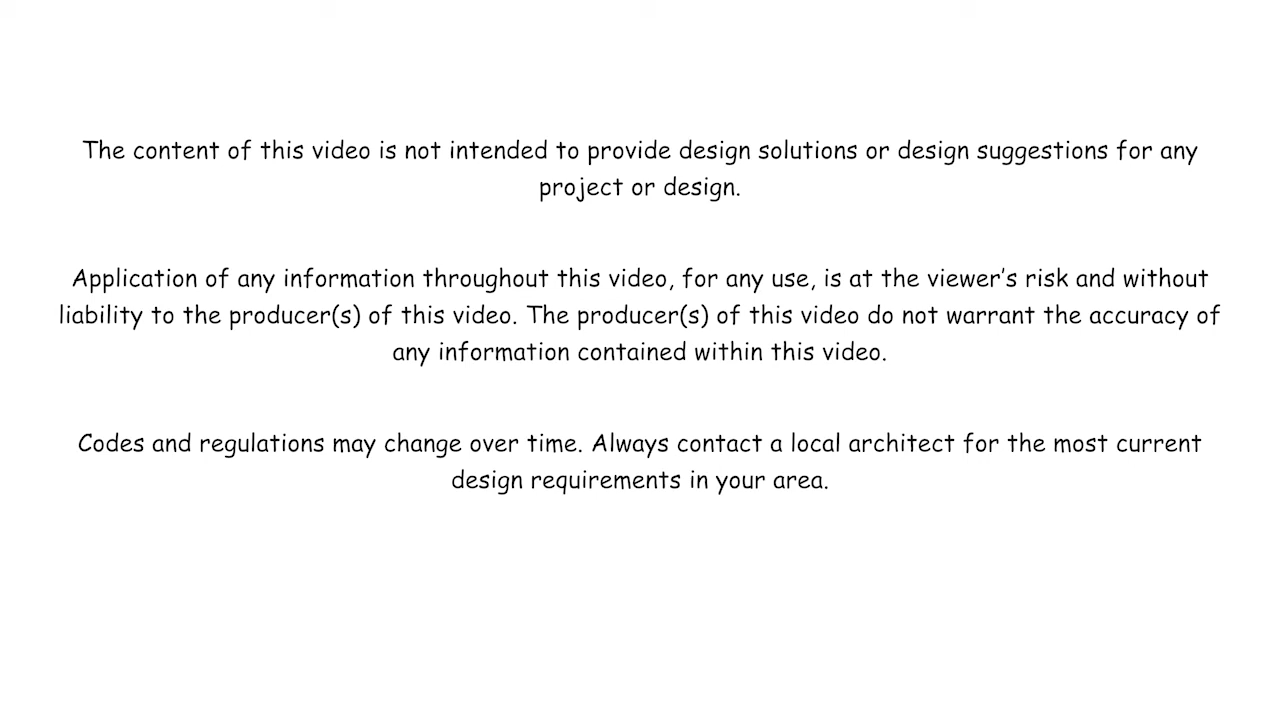 The content of this video is not intended to provide design solutions or design suggestions for any
project or design.
Application of any information throughout this video, for any use, is at the viewer’s risk and without
liability to the producer(s) of this video. The producer(s) of this video do not warrant the accuracy of
any information contained within this video.
Codes and regulations may change over time. Always contact a local architect for the most current
design requirements in your area.